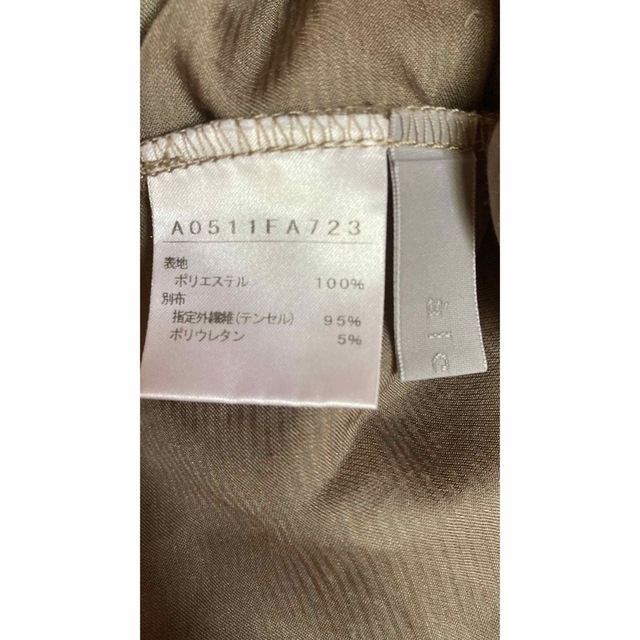 A0511FA723
表地
ポリエステル 100%
別布
指定外繊維(テンセル) 95%
ポリウレタン 5%